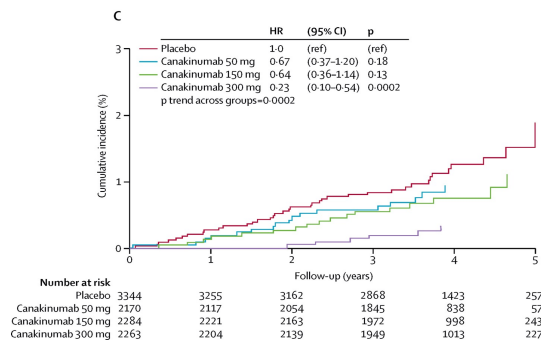 C
HR (95% CI) p
Placebo 1·0 (ref) (ref)
Canakinumab 50 mg 0·67 (0·37–1·20) 0·18
Canakinumab 150 mg 0·64 (0·36–1·14) 0·13
Canakinumab 300 mg 0·23 (0·10–0·54) 0·0002
p trend across groups=0·0002
Cumulative incidence (%)
3
2
1
0
0 1 2 3 4 5
Follow-up (years)
Number at risk
Placebo 3344 3255 3162 2868 1423 257
Canakinumab 50 mg 2170 2117 2054 1845 838 57
Canakinumab 150 mg 2284 2221 2163 1972 998 243
Canakinumab 300 mg 2263 2204 2139 1949 1013 227